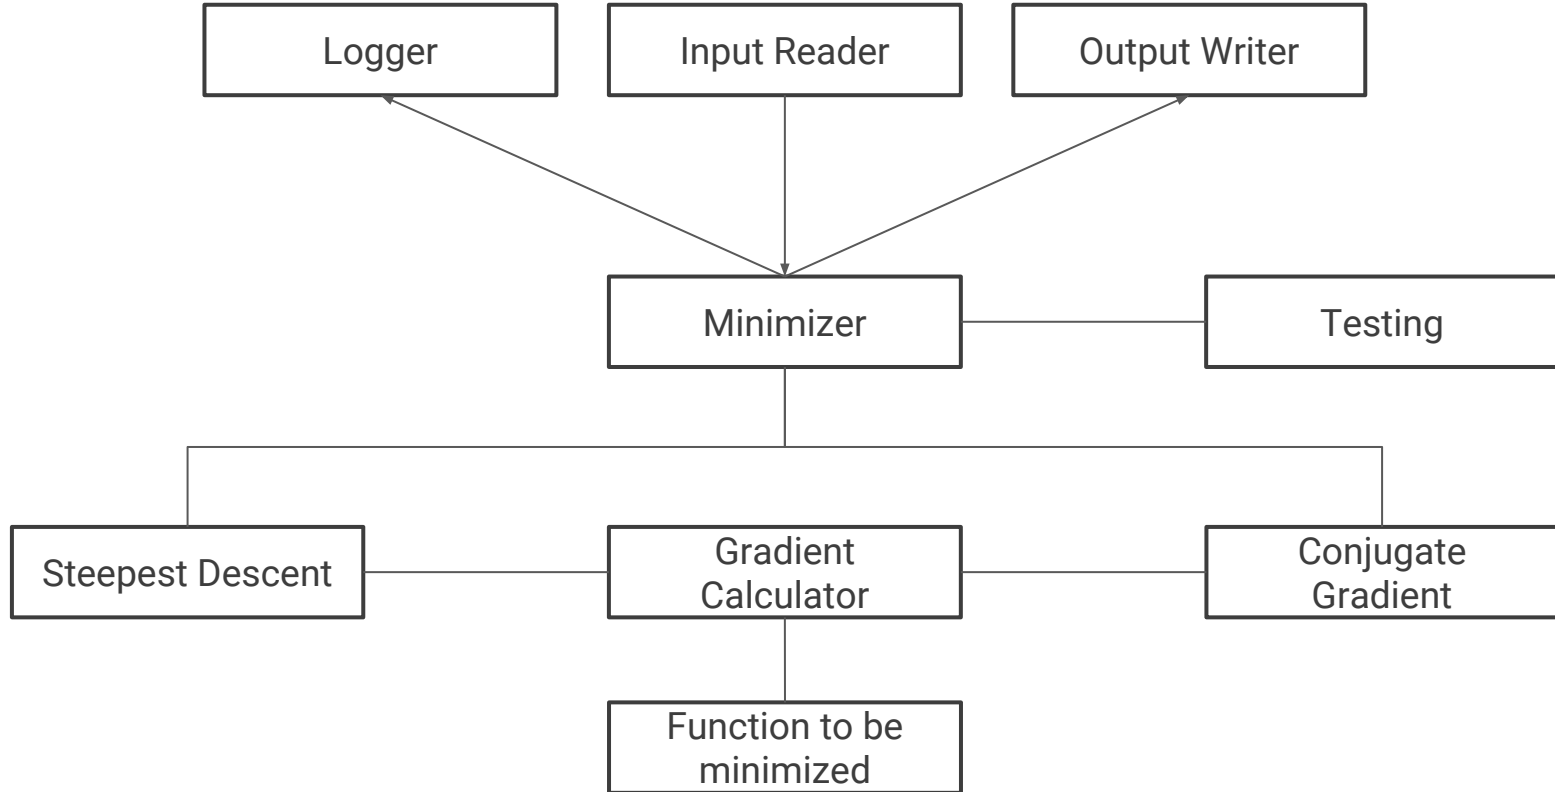 Logger
Input Reader
Output Writer
Minimizer
Testing
Steepest Descent
Gradient
Calculator
Conjugate
Gradient
Function to be
minimized